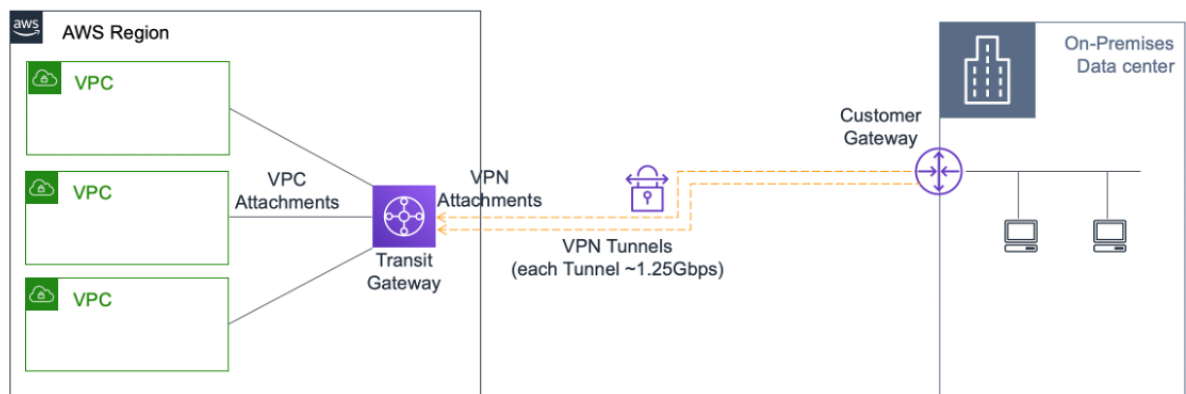 aws
AWS Region
On-Premises
Data center
VPC
Customer
Gateway
VPC
VPC
Attachments
VPN
Attachments
VPN Tunnels
(each Tunnel ~1.25Gbps)
Transit
Gateway
VPC